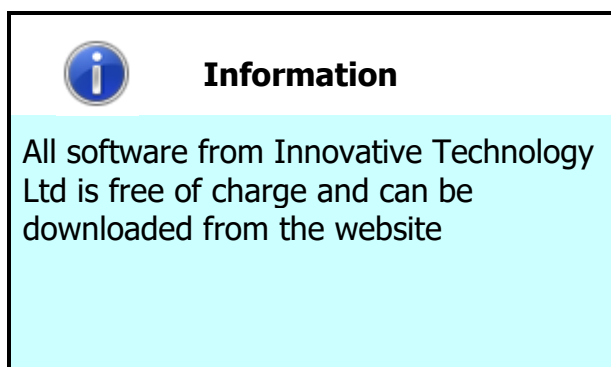 Information
All software from Innovative Technology
Ltd is free of charge and can be
downloaded from the website